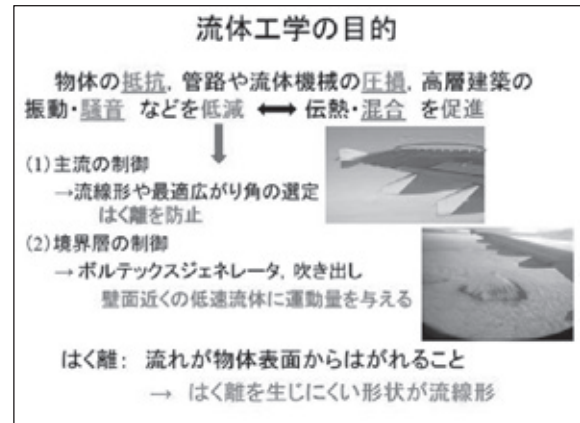 流体工学の目的
物体の抵抗, 管路や流体機械の圧損, 高層建築の
振動・騒音 などを低減 ⟷ 伝熱・混合 を促進
(1)主流の制御
→流線形や最適広がり角の選定
はく離を防止
(2)境界層の制御
→ ボルテックスジェネレータ, 吹き出し
壁面近くの低速流体に運動量を与える
はく離: 流れが物体表面からはがれること
→ はく離を生じにくい形状が流線形